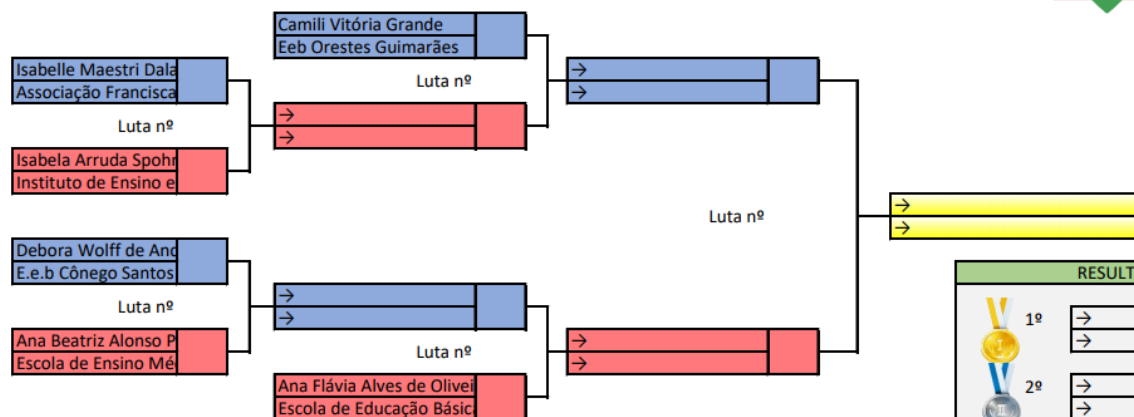 Camili Vitória Grande
Eeb Orestes Guimarães
Isabelle Maestri Dala
Associação Francisca
Luta nº
→
→
Luta nº
→
→
Isabela Arruda Spohr
Instituto de Ensino e
Luta nº
→
→
Debora Wolff de And
E.e.b Cônego Santos
RESULT
Luta nº
→
→
1º
→
→
Ana Beatriz Alonso P
Escola de Ensino Mé
Luta nº
→
→
Ana Flávia Alves de Olivei
Escola de Educação Básic
2º
→
→